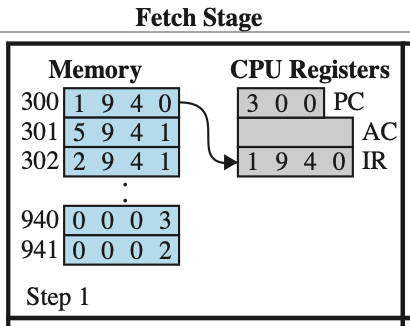 Fetch Stage
Memory CPU Registers
300 1 9 4 0 3 0 0 PC
301 5 9 4 1 AC
302 2 9 4 1 1 9 4 0 IR
940 0 0 0 3
941 0 0 0 2
Step 1